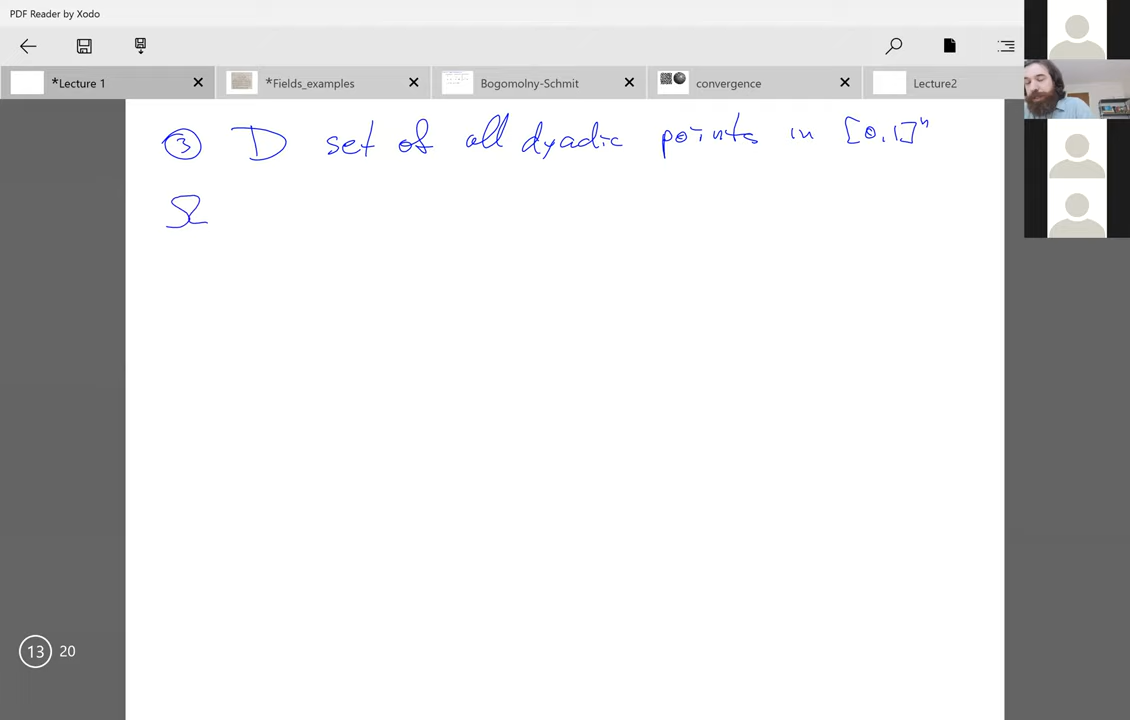 PDF Reader by Xodo
*Lecture 1
*Fields_examples
Bogomolny-Schmit
convergence
Lecture2
③ D set of all dyadic points in [0,1]ⁿ
Ω
13 20